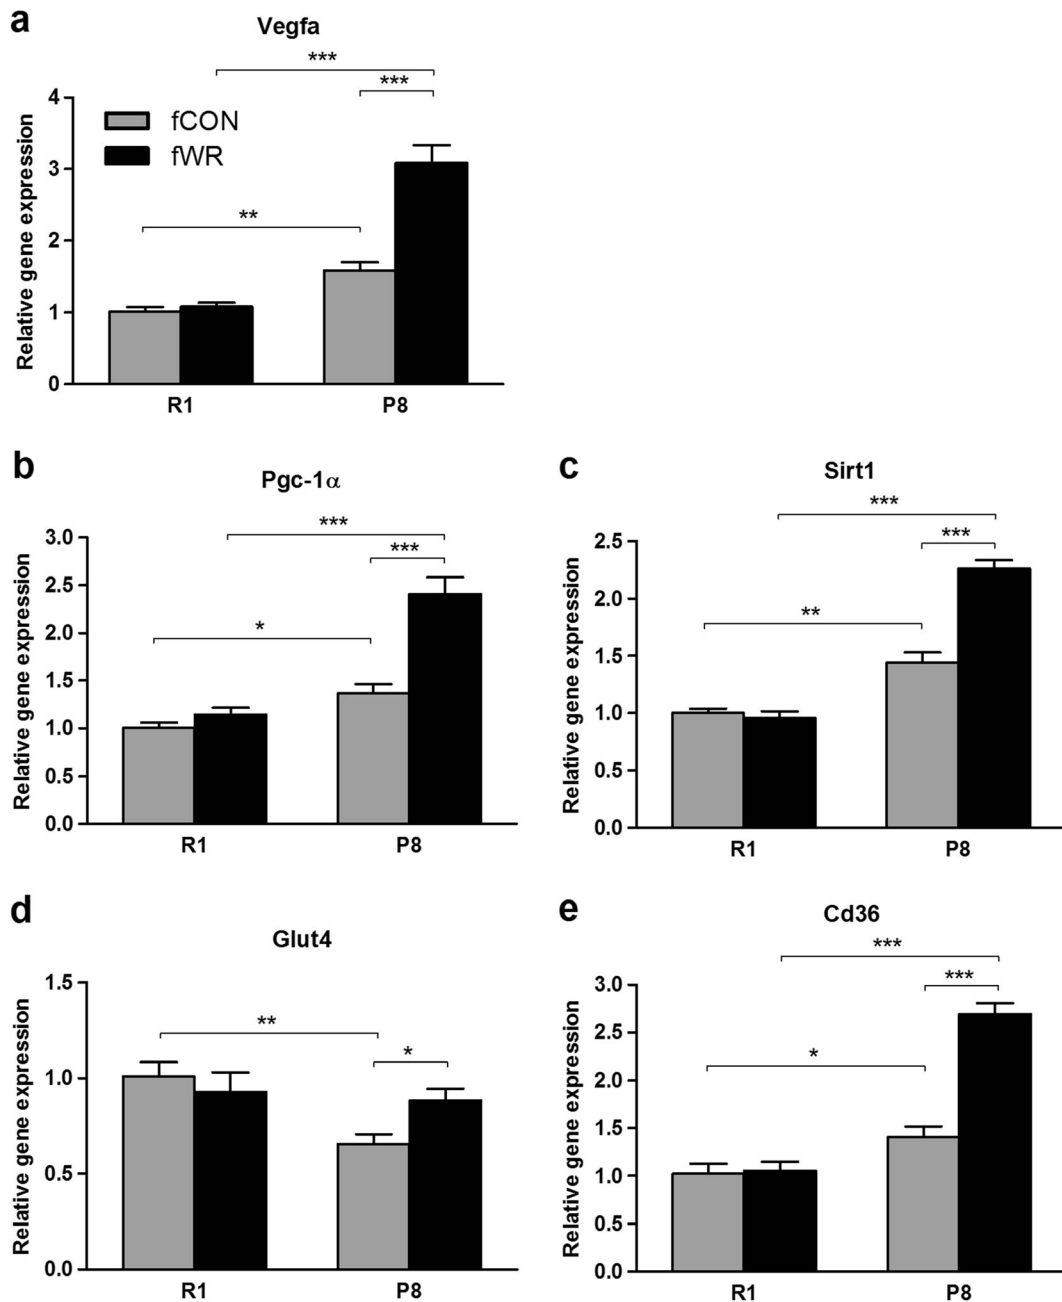 a
Vegfa
***
***
**
4
3
2
1
0
Relative gene expression
fCON
fWR
R1 P8
b
Pgc-1α
***
***
*
3.0
2.5
2.0
1.5
1.0
0.5
0.0
Relative gene expression
R1 P8
c
Sirt1
***
***
**
2.5
2.0
1.5
1.0
0.5
0.0
Relative gene expression
R1 P8
d
Glut4
**
*
1.5
1.0
0.5
0.0
Relative gene expression
R1 P8
e
Cd36
***
***
*
3.0
2.5
2.0
1.5
1.0
0.5
0.0
Relative gene expression
R1 P8